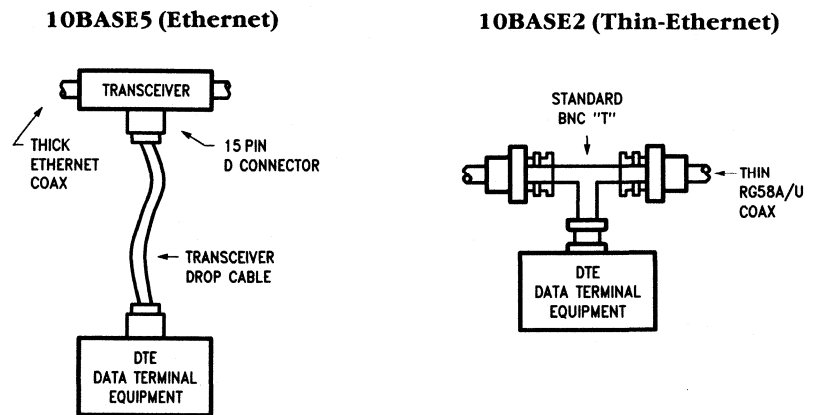 10BASE5 (Ethernet)
TRANSCEIVER
THICK
ETHERNET
COAX
15 PIN
D CONNECTOR
TRANSCEIVER
DROP CABLE
DTE
DATA TERMINAL
EQUIPMENT
10BASE2 (Thin-Ethernet)
STANDARD
BNC "T"
THIN
RG58A/U
COAX
DTE
DATA TERMINAL
EQUIPMENT